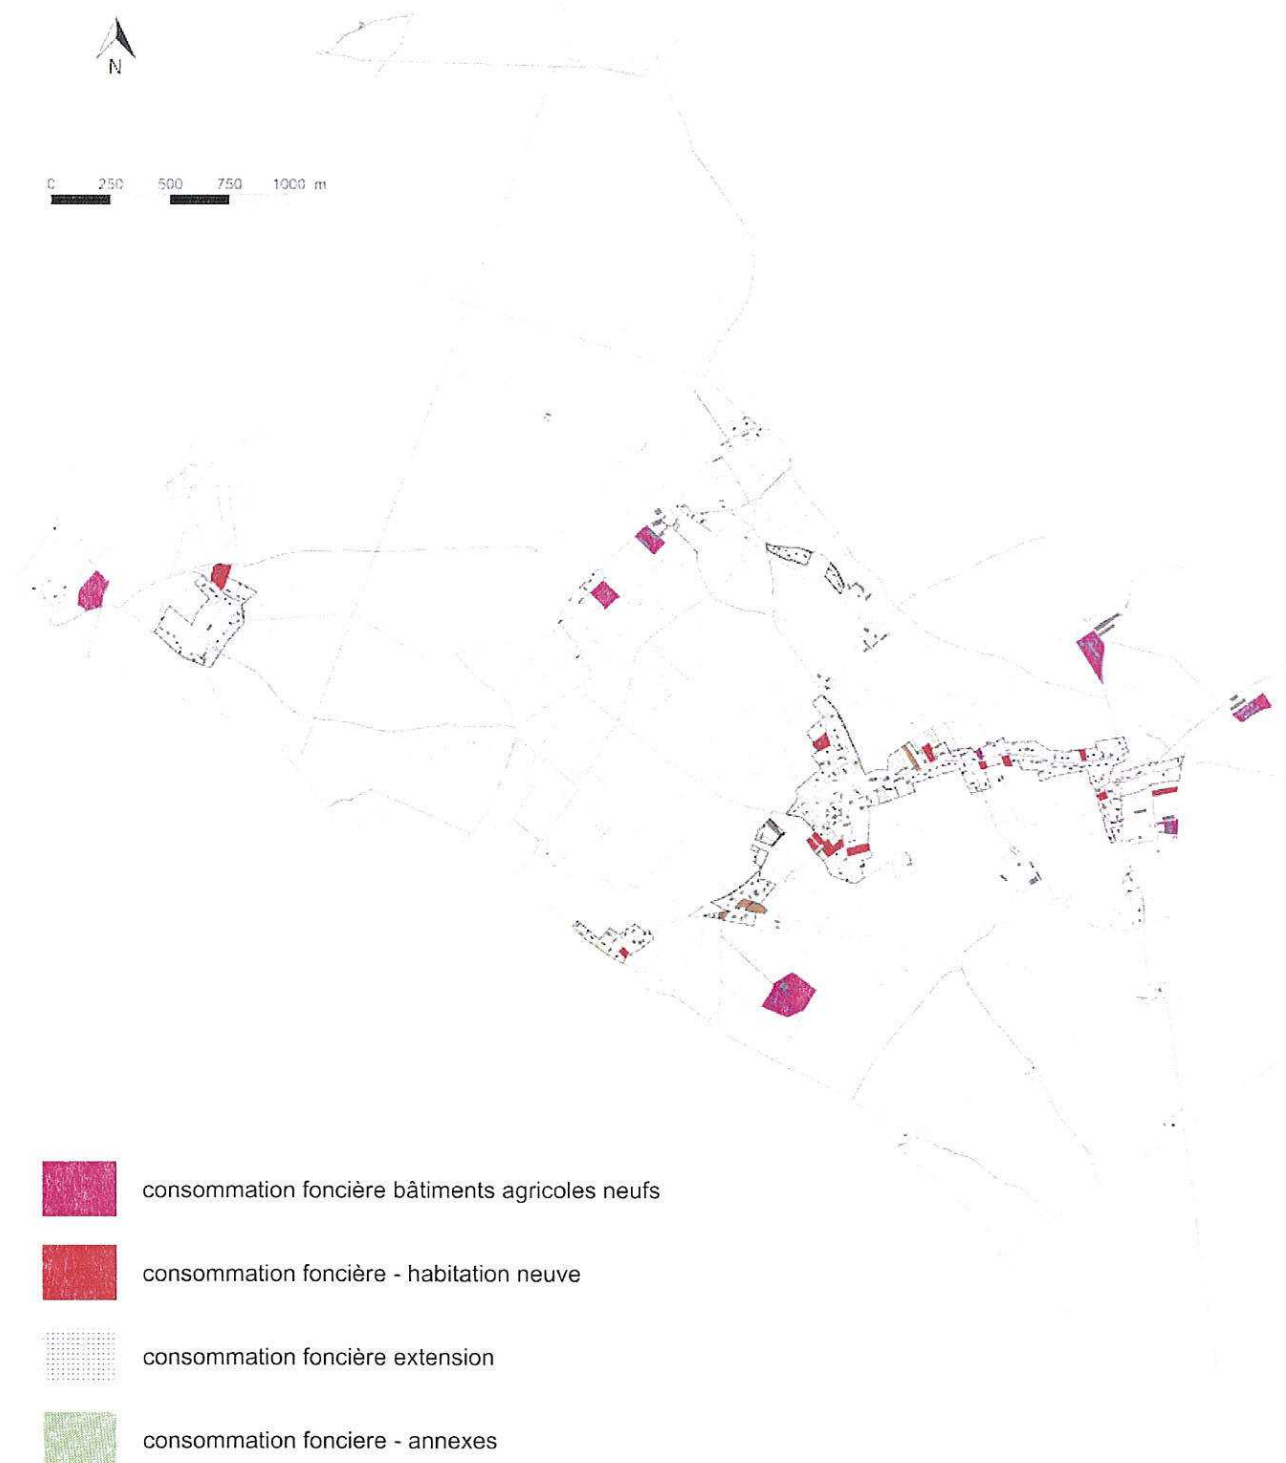 N
0 250 500 750 1000 m
consommation foncière bâtiments agricoles neufs
consommation foncière - habitation neuve
consommation foncière extension
consommation fonciere - annexes